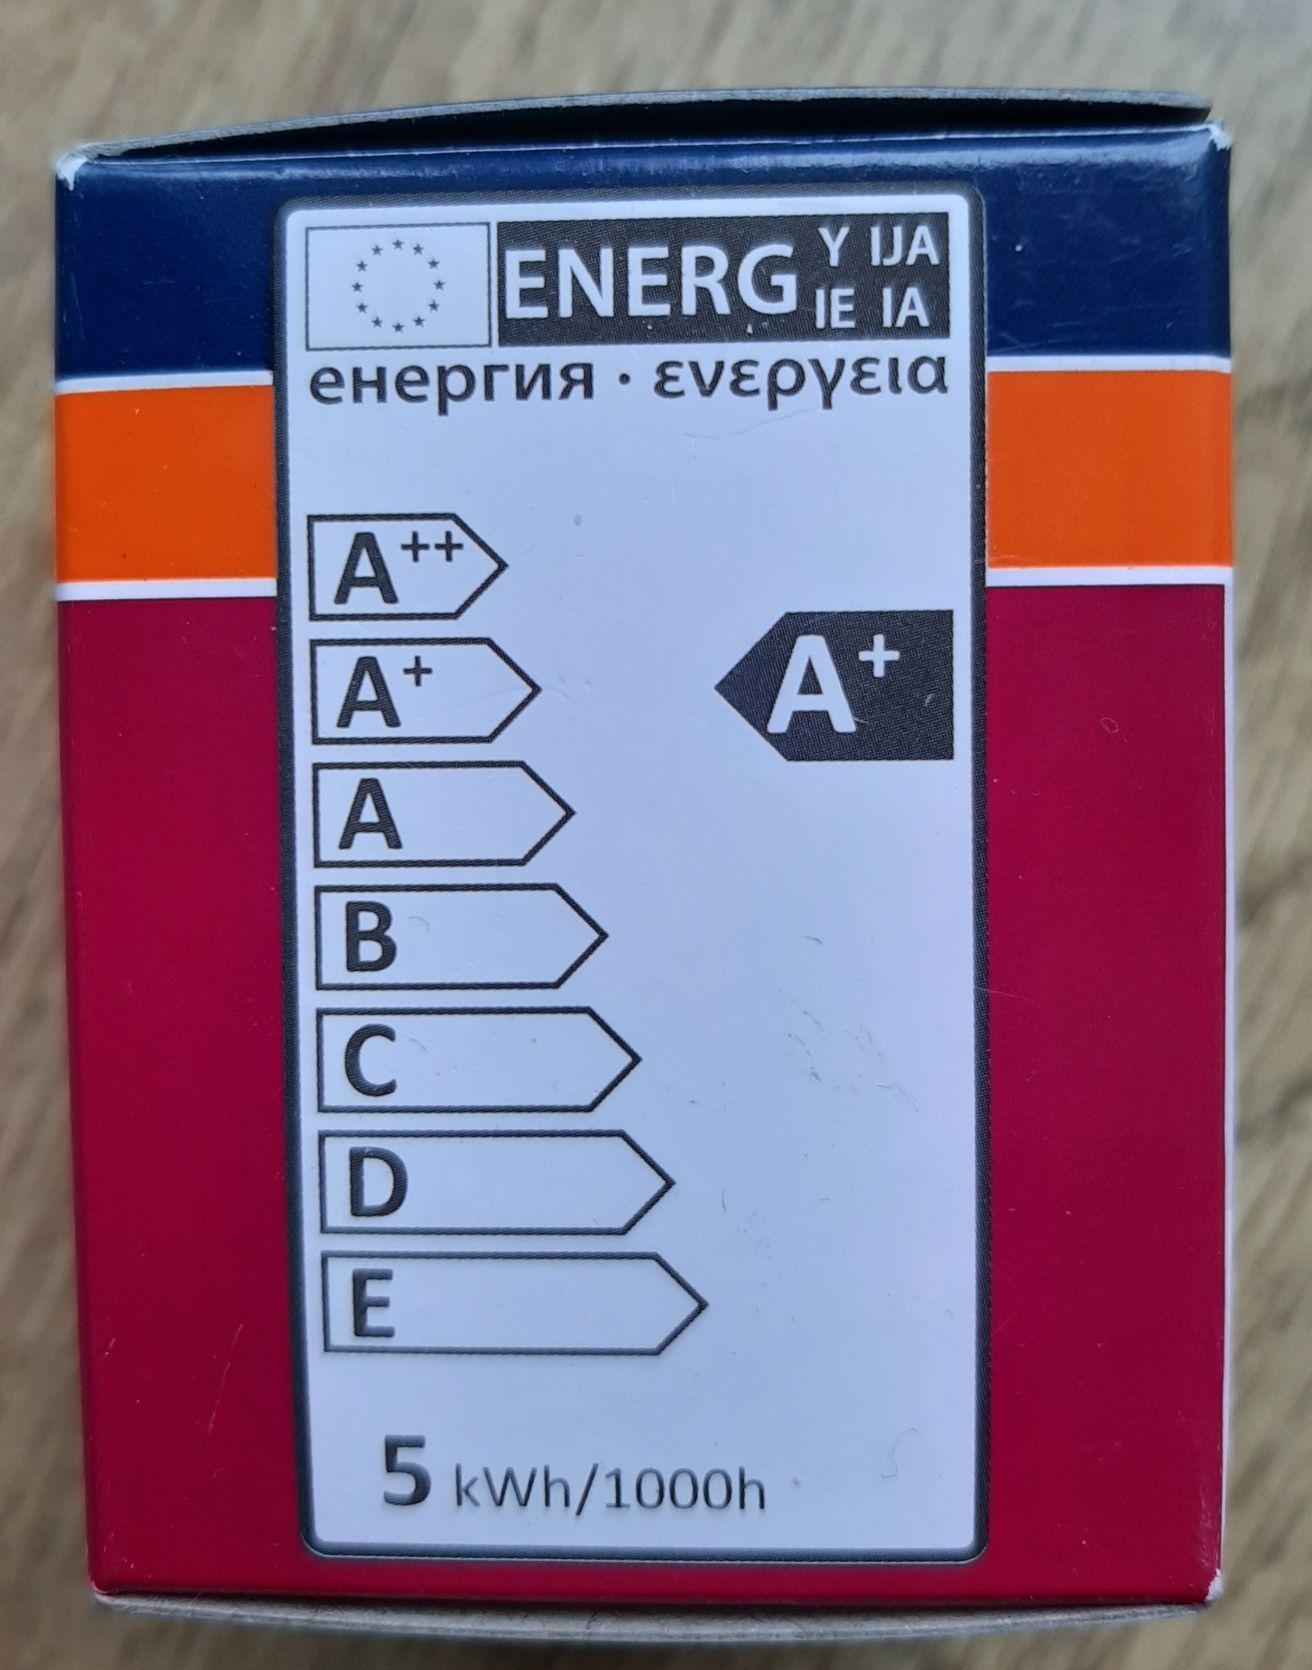 ENERG Y IJA
IE IA
енергия · ενεργεια
A++
A+
A+
A
B
C
D
E
5 kWh/1000h